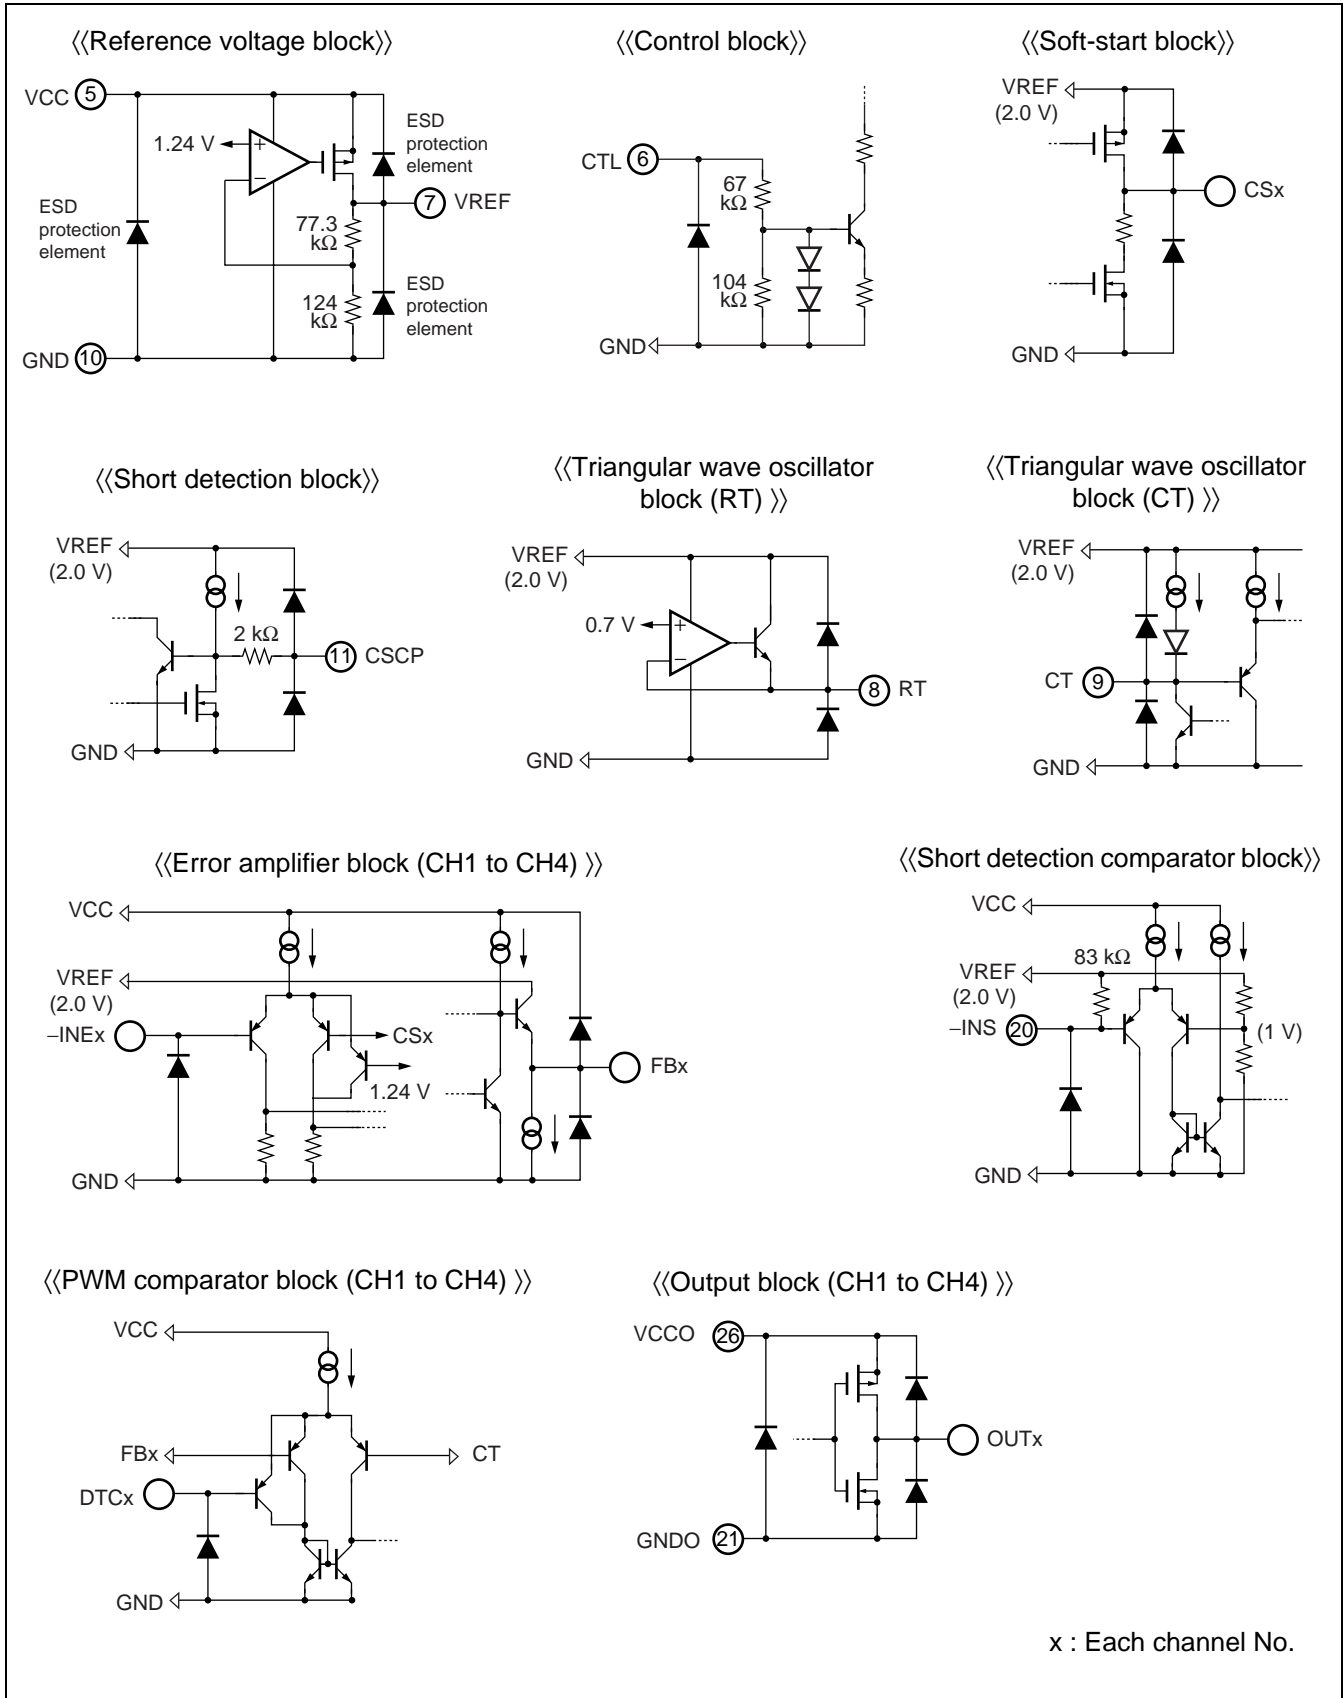 ⟨⟨Reference voltage block⟩⟩
VCC 5
1.24 V
+
−
ESD
protection
element
7 VREF
77.3
kΩ
ESD
protection
element
124
kΩ
ESD
protection
element
GND 10
⟨⟨Control block⟩⟩
CTL 6
67
kΩ
104
kΩ
GND
⟨⟨Soft-start block⟩⟩
VREF
(2.0 V)
CSx
GND
⟨⟨Short detection block⟩⟩
VREF
(2.0 V)
2 kΩ
11 CSCP
GND
⟨⟨Triangular wave oscillator
block (RT) ⟩⟩
VREF
(2.0 V)
0.7 V
+
−
8 RT
GND
⟨⟨Triangular wave oscillator
block (CT) ⟩⟩
VREF
(2.0 V)
CT 9
GND
⟨⟨Error amplifier block (CH1 to CH4) ⟩⟩
VCC
VREF
(2.0 V)
−INEx
CSx
1.24 V
FBx
GND
⟨⟨Short detection comparator block⟩⟩
VCC
83 kΩ
VREF
(2.0 V)
−INS 20
(1 V)
GND
⟨⟨PWM comparator block (CH1 to CH4) ⟩⟩
VCC
FBx
CT
DTCx
GND
⟨⟨Output block (CH1 to CH4) ⟩⟩
VCCO 26
OUTx
GNDO 21
x : Each channel No.